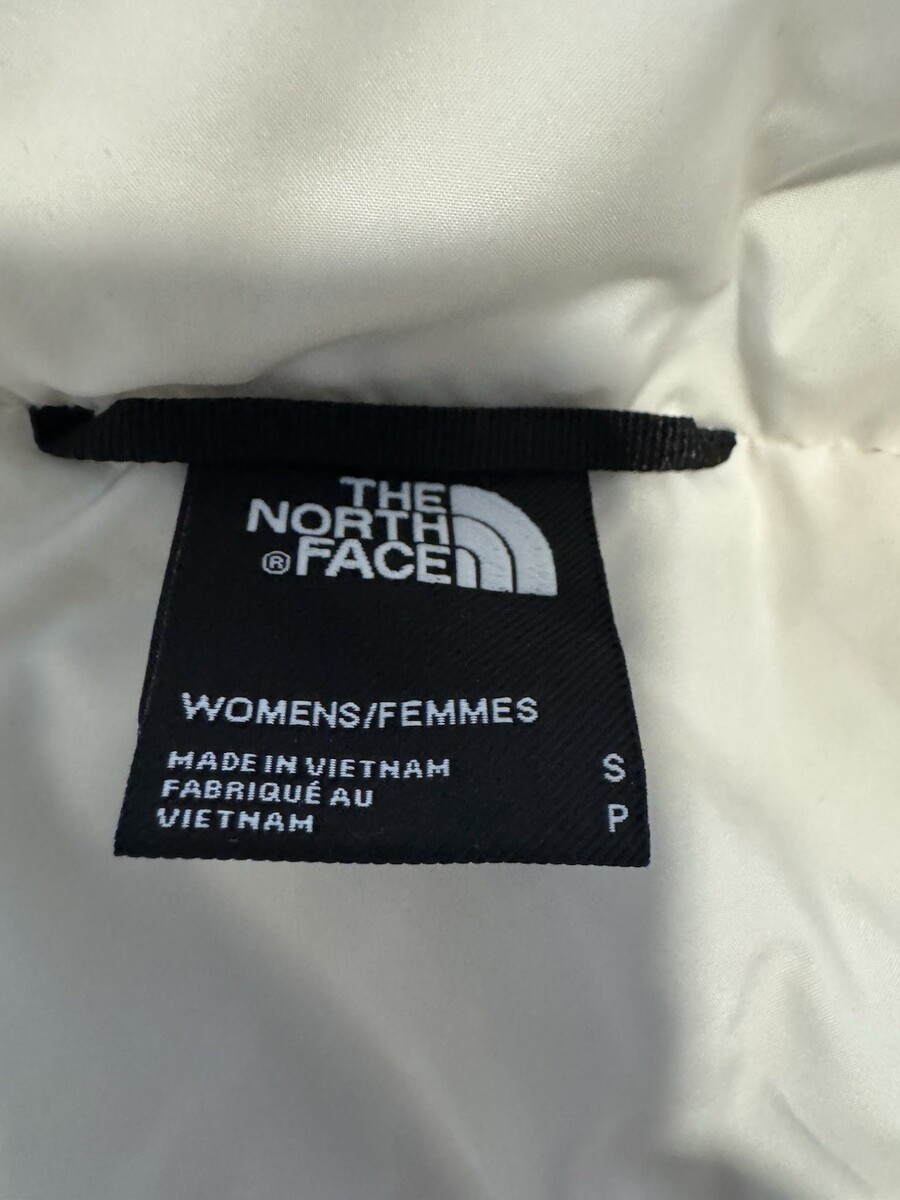 THE
NORTH
® FACE
WOMENS/FEMMES
MADE IN VIETNAM
FABRIQUÉ AU
VIETNAM
S
P